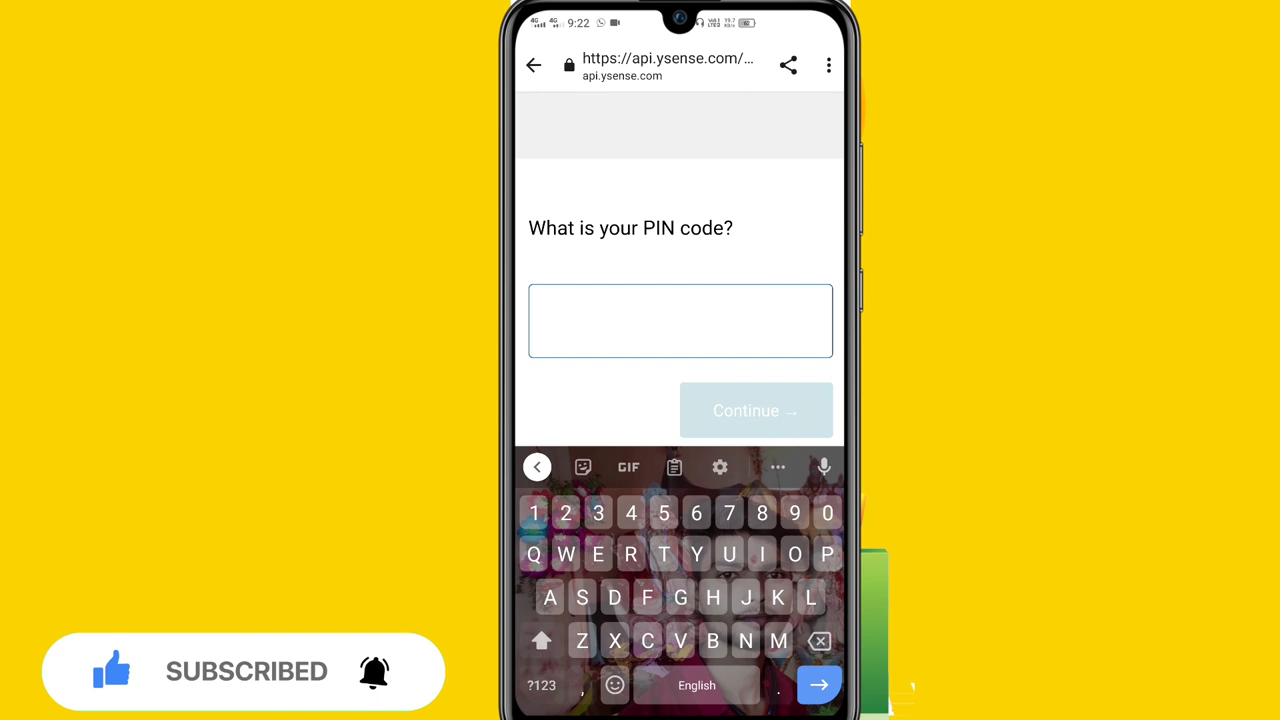 9:22
https://api.ysense.com/...
api.ysense.com
What is your PIN code?
Continue →
GIF
1 2 3 4 5 6 7 8 9 0
Q W E R T Y U I O P
A S D F G H J K L
Z X C V B N M
?123 , English .
SUBSCRIBED